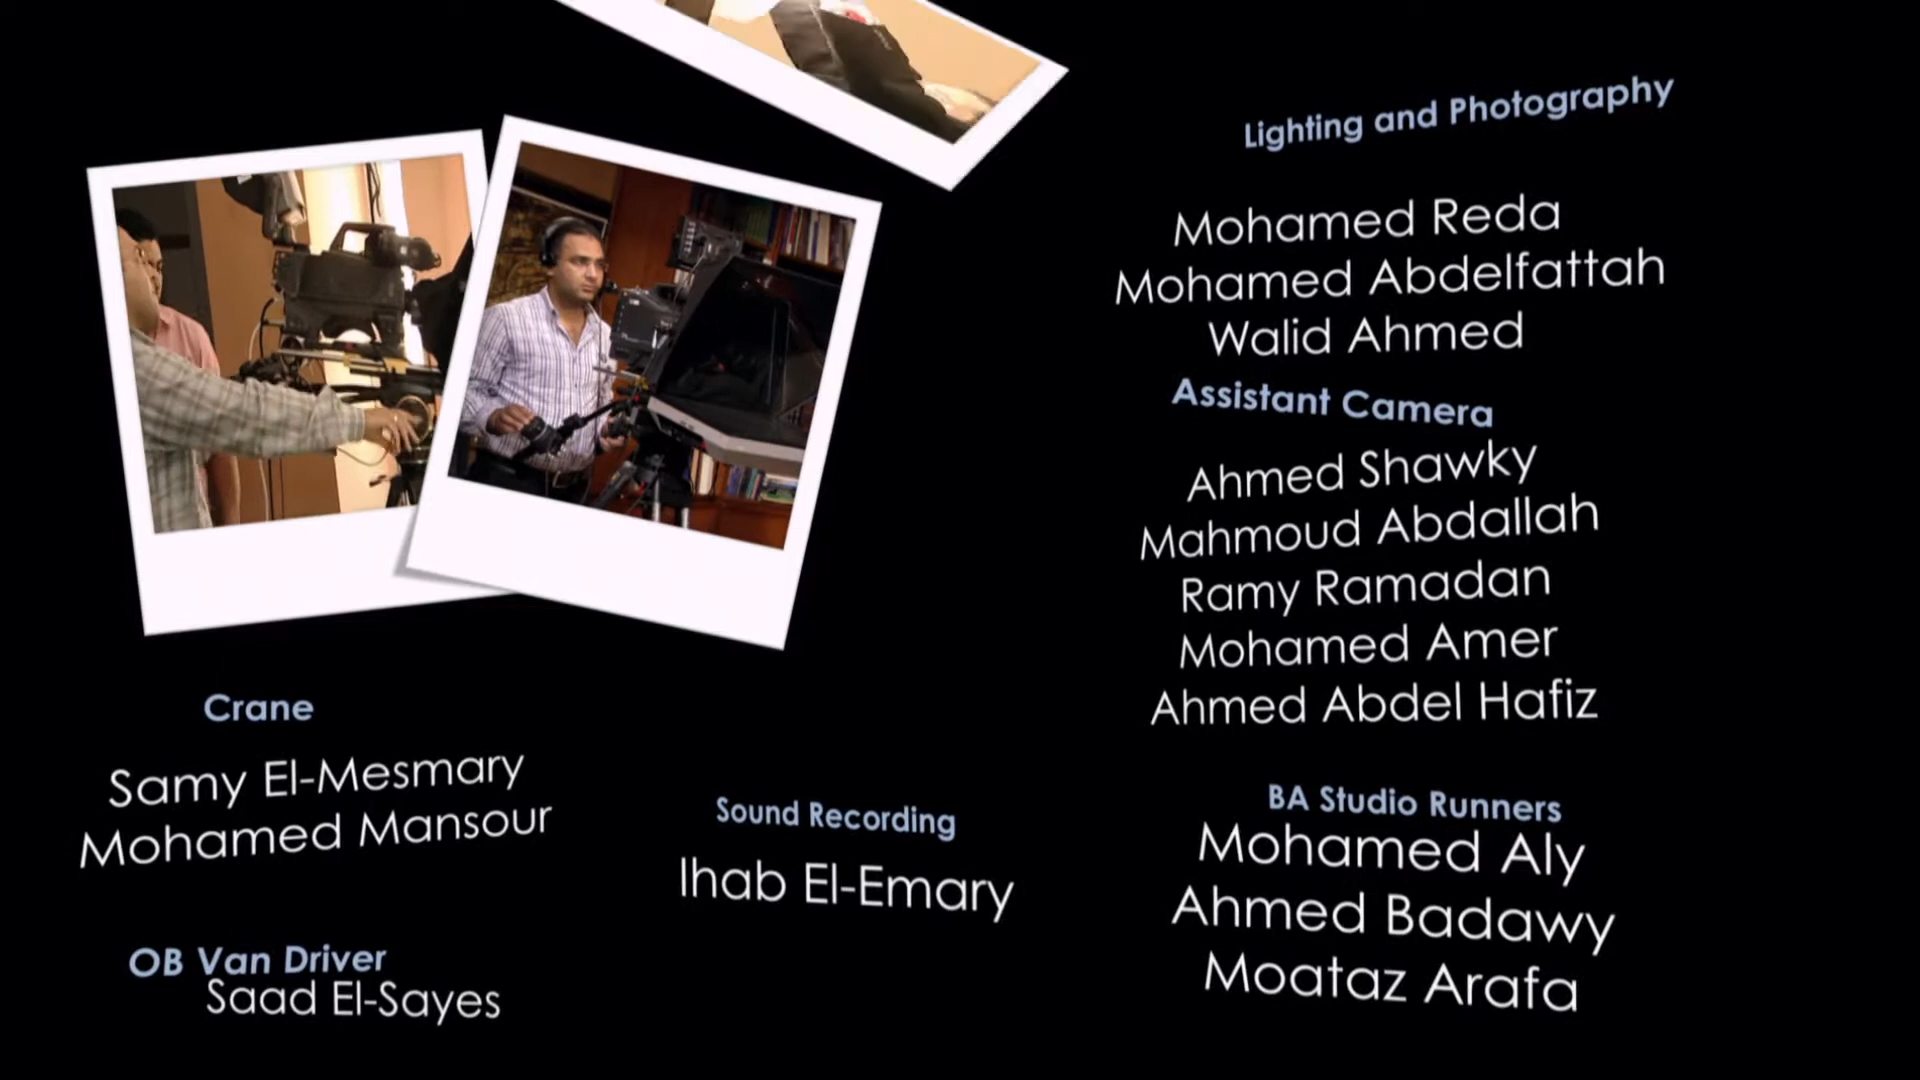 Lighting and Photography
Mohamed Reda
Mohamed Abdelfattah
Walid Ahmed
Assistant Camera
Ahmed Shawky
Mahmoud Abdallah
Ramy Ramadan
Mohamed Amer
Ahmed Abdel Hafiz
Crane
Samy El-Mesmary
Mohamed Mansour
Sound Recording
Ihab El-Emary
BA Studio Runners
Mohamed Aly
Ahmed Badawy
Moataz Arafa
OB Van Driver
Saad El-Sayes